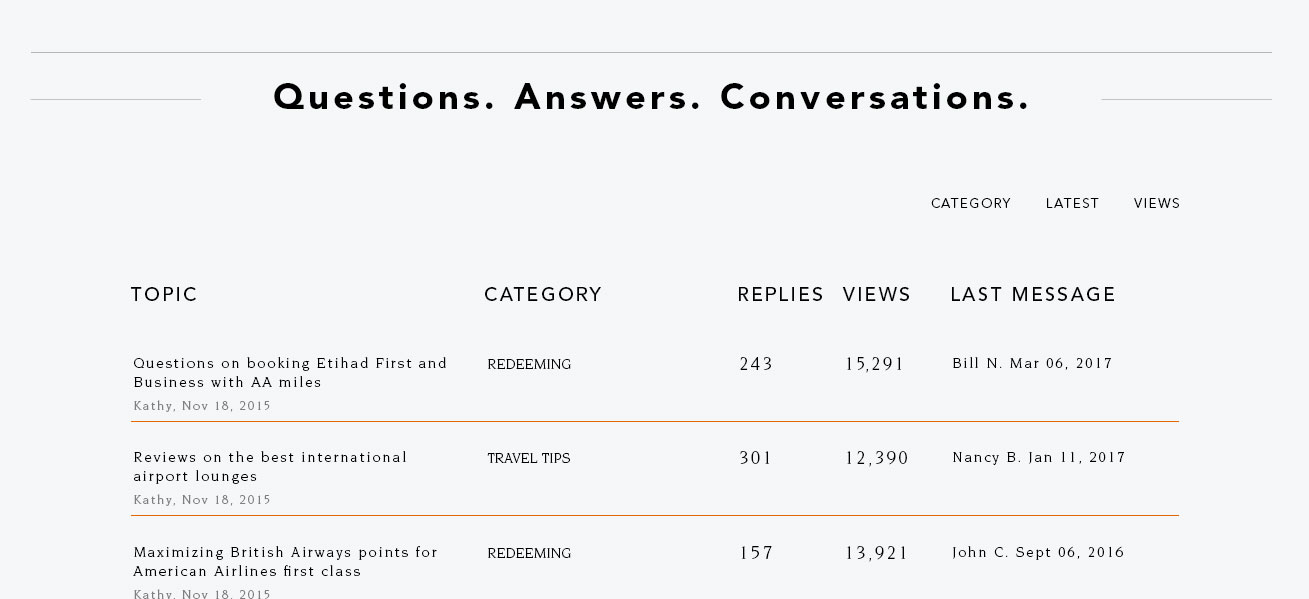 Questions. Answers. Conversations.
CATEGORY LATEST VIEWS
TOPIC CATEGORY REPLIES VIEWS LAST MESSAGE
Questions on booking Etihad First and REDEEMING 243 15,291 Bill N. Mar 06, 2017
Business with AA miles
Kathy, Nov 18, 2015
Reviews on the best international TRAVEL TIPS 301 12,390 Nancy B. Jan 11, 2017
airport lounges
Kathy, Nov 18, 2015
Maximizing British Airways points for REDEEMING 157 13,921 John C. Sept 06, 2016
American Airlines first class
Kathy, Nov 18, 2015